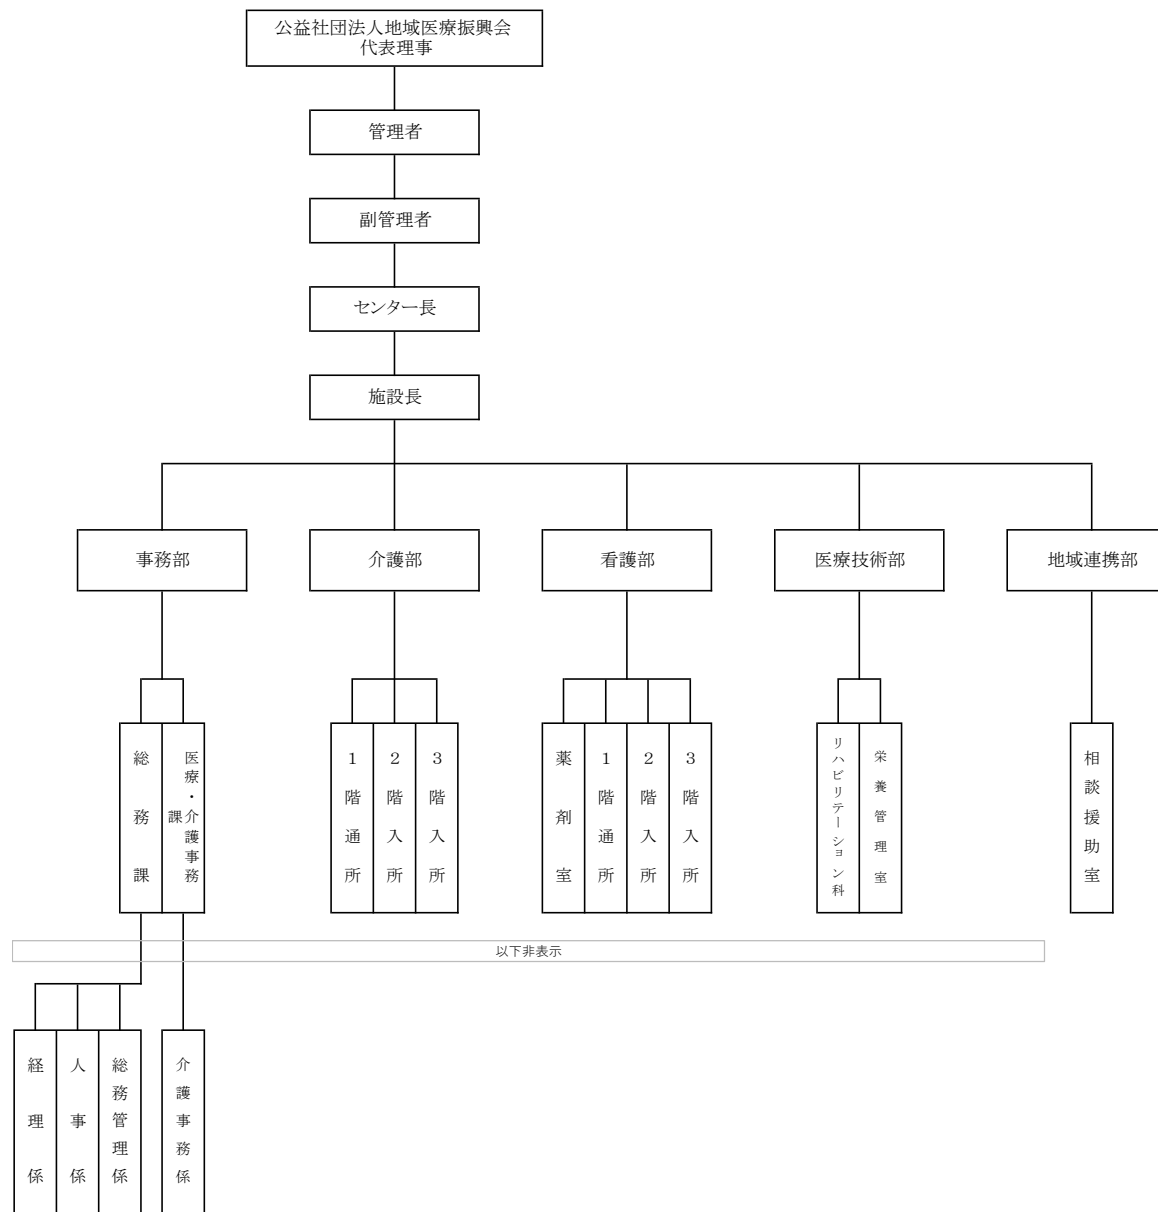 公益社団法人地域医療振興会
代表理事
管理者
副管理者
センター長
施設長
事務部
介護部
看護部
医療技術部
地域連携部
総務課
医療・介護事務
課
1階通所
2階入所
3階入所
薬剤室
1階通所
2階入所
3階入所
リハビリテーション科
栄養管理室
相談援助室
以下非表示
経理係
人事係
総務管理係
介護事務係